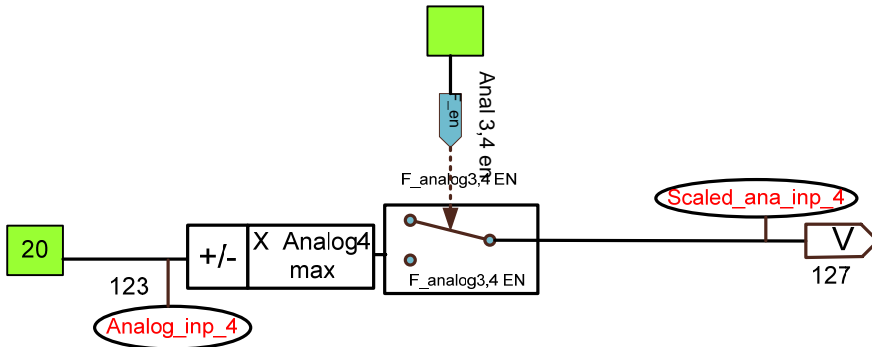 Anal 3,4 en
F_en
F_analog3,4 EN
Scaled_ana_inp_4
20
+/-
X Analog4
max
V
F_analog3,4 EN
123
127
Analog_inp_4